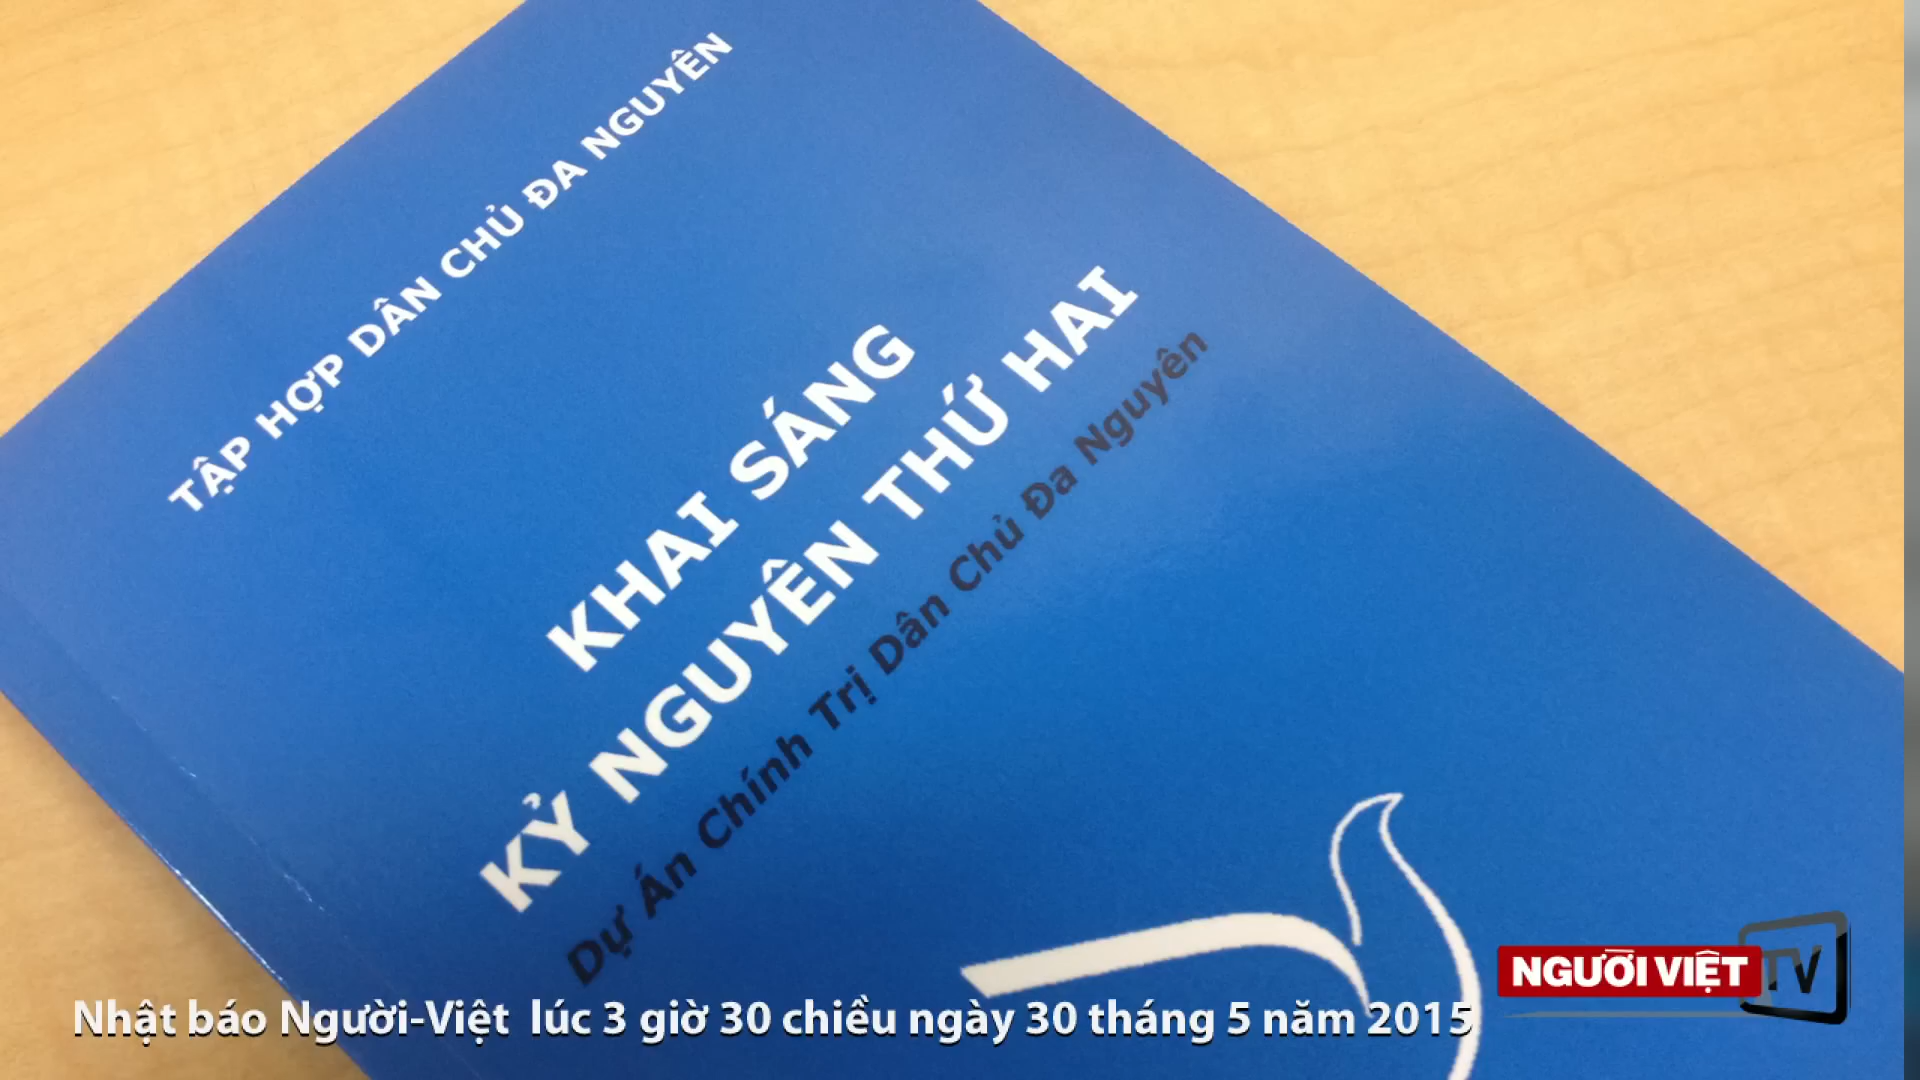 TẬP HỢP DÂN CHỦ ĐA NGUYÊN
KHAI SÁNG
KỶ NGUYÊN THỨ HAI
Dự Án Chính Trị Dân Chủ Đa Nguyên
NGƯỜI VIỆT TV
Nhật báo Người-Việt lúc 3 giờ 30 chiều ngày 30 tháng 5 năm 2015